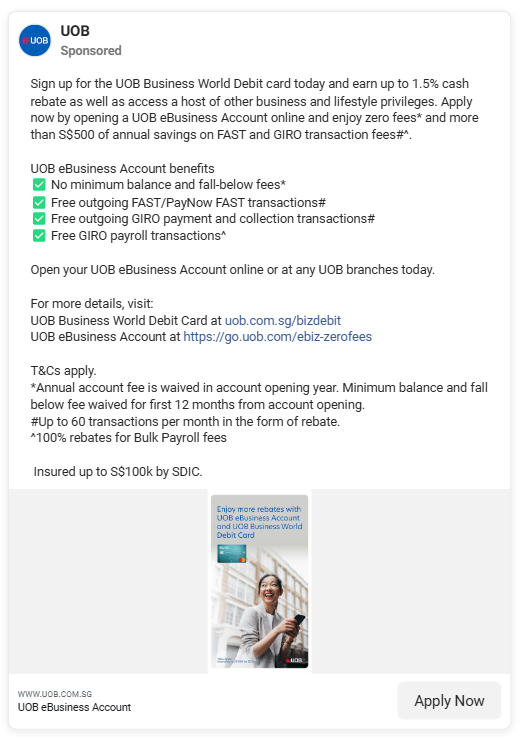 UOB
UOB
Sponsored
Sign up for the UOB Business World Debit card today and earn up to 1.5% cash
rebate as well as access a host of other business and lifestyle privileges. Apply
now by opening a UOB eBusiness Account online and enjoy zero fees* and more
than S$500 of annual savings on FAST and GIRO transaction fees#^.
UOB eBusiness Account benefits
✅ No minimum balance and fall-below fees*
✅ Free outgoing FAST/PayNow FAST transactions#
✅ Free outgoing GIRO payment and collection transactions#
✅ Free GIRO payroll transactions^
Open your UOB eBusiness Account online or at any UOB branches today.
For more details, visit:
UOB Business World Debit Card at uob.com.sg/bizdebit
UOB eBusiness Account at https://go.uob.com/ebiz-zerofees
T&Cs apply.
*Annual account fee is waived in account opening year. Minimum balance and fall
below fee waived for first 12 months from account opening.
#Up to 60 transactions per month in the form of rebate.
^100% rebates for Bulk Payroll fees
Insured up to S$100k by SDIC.
Enjoy more rebates with
UOB eBusiness Account
and UOB Business World
Debit Card
UOB
WWW.UOB.COM.SG
UOB eBusiness Account
Apply Now